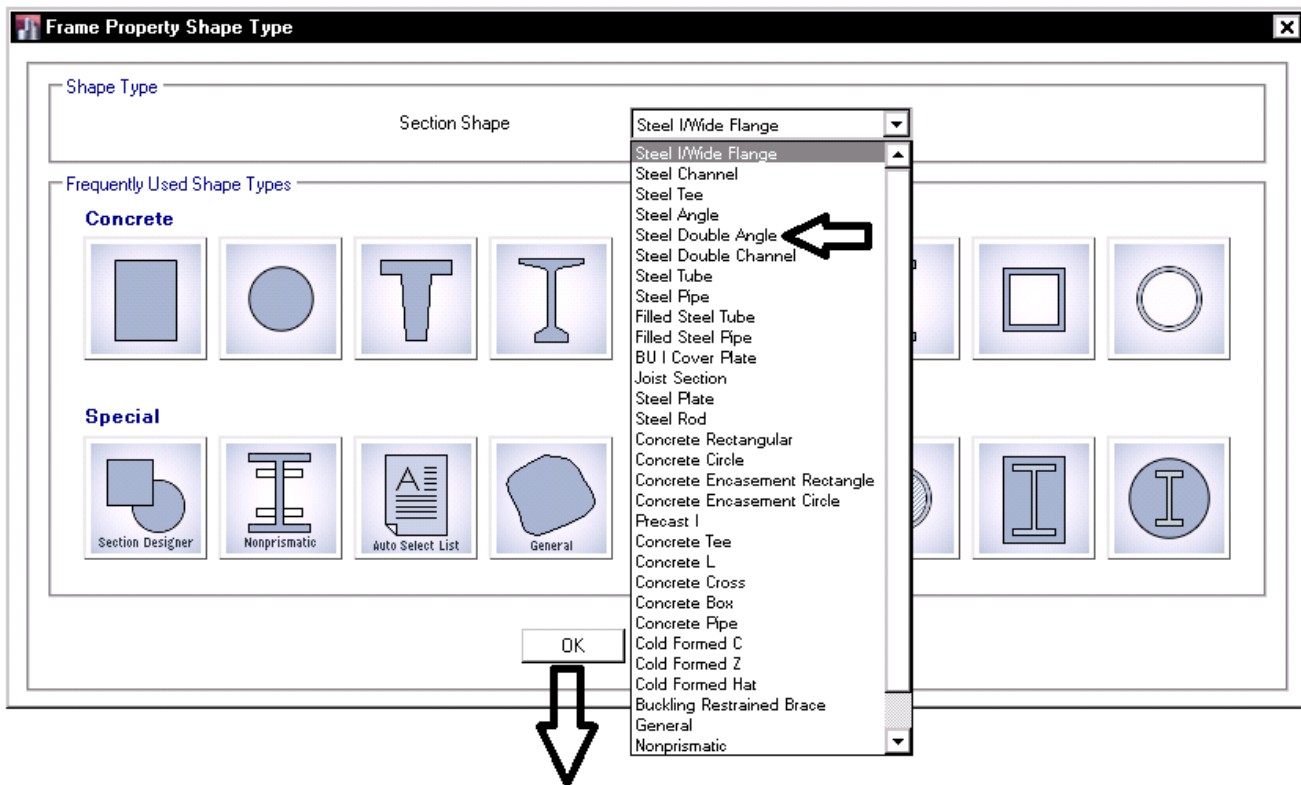 Frame Property Shape Type
Shape Type
Section Shape
Steel I/Wide Flange
Steel I/Wide Flange
Steel Channel
Steel Tee
Steel Angle
Steel Double Angle
Steel Double Channel
Steel Tube
Steel Pipe
Filled Steel Tube
Filled Steel Pipe
BU I Cover Plate
Joist Section
Steel Plate
Steel Rod
Concrete Rectangular
Concrete Circle
Concrete Encasement Rectangle
Concrete Encasement Circle
Precast I
Concrete Tee
Concrete L
Concrete Cross
Concrete Box
Concrete Pipe
Cold Formed C
Cold Formed Z
Cold Formed Hat
Buckling Restrained Brace
General
Nonprismatic
Frequently Used Shape Types
Concrete
Special
Section Designer
Nonprismatic
A
Auto Select List
General
OK